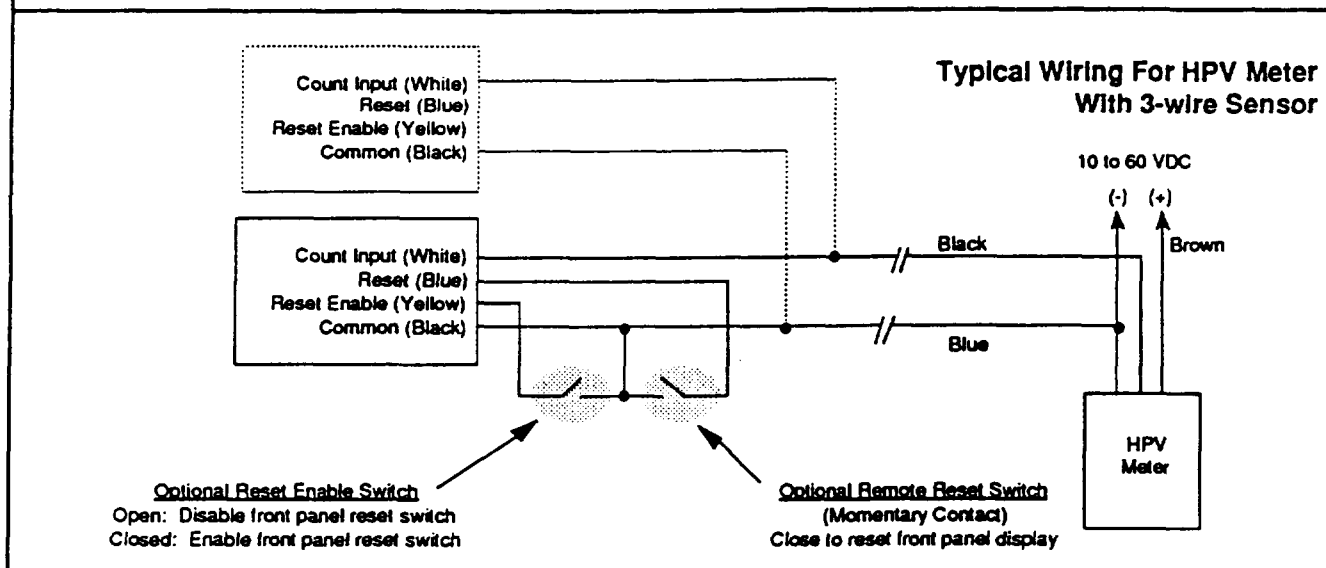 Typical Wiring For HPV Meter
With 3-wire Sensor
Count Input (White)
Reset (Blue)
Reset Enable (Yellow)
Common (Black)
10 to 60 VDC
(-) (+)
Black
Brown
Count Input (White)
Reset (Blue)
Reset Enable (Yellow)
Common (Black)
Blue
HPV
Meter
Optional Reset Enable Switch
Open: Disable front panel reset switch
Closed: Enable front panel reset switch
Optional Remote Reset Switch
(Momentary Contact)
Close to reset front panel display